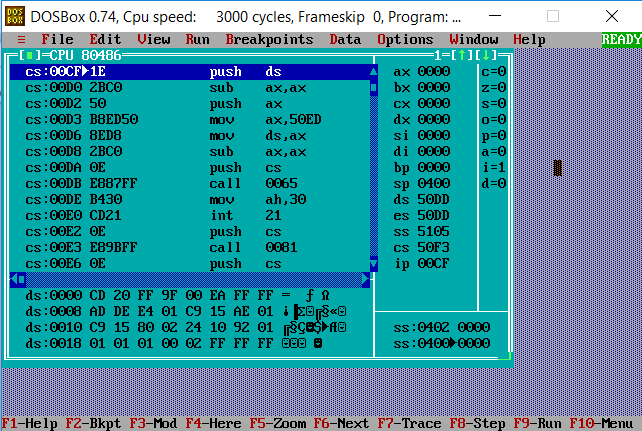 DOSBox 0.74, Cpu speed: 3000 cycles, Frameskip 0, Program: ...
≡ File Edit View Run Breakpoints Data Options Window Help READY
[■]-CPU 80486 1=[↑][↓]
cs:00CF►1E push ds ax 0000 c=0
cs:00D0 2BC0 sub ax,ax bx 0000 z=0
cs:00D2 50 push ax cx 0000 s=0
cs:00D3 B8ED50 mov ax,50ED dx 0000 o=0
cs:00D6 8ED8 mov ds,ax si 0000 p=0
cs:00D8 2BC0 sub ax,ax di 0000 a=0
cs:00DA 0E push cs bp 0000 i=1
cs:00DB E887FF call 0065 sp 0400 d=0
cs:00DE B430 mov ah,30 ds 50DD
cs:00E0 CD21 int 21 es 50DD
cs:00E2 0E push cs ss 5105
cs:00E3 E89BFF call 0081 cs 50F3
cs:00E6 0E push cs ip 00CF
ds:0000 CD 20 FF 9F 00 EA FF FF = ƒ Ω
ds:0008 AD DE E4 01 C9 15 AE 01 ¡▐Σ☺╔§«☺
ds:0010 C9 15 80 02 24 10 92 01 ╔§Ç☻$►Æ☺ ss:0402 0000
ds:0018 01 01 01 00 02 FF FF FF ☺☺☺ ☻ ss:0400►0000
F1-Help F2-Bkpt F3-Mod F4-Here F5-Zoom F6-Next F7-Trace F8-Step F9-Run F10-Menu